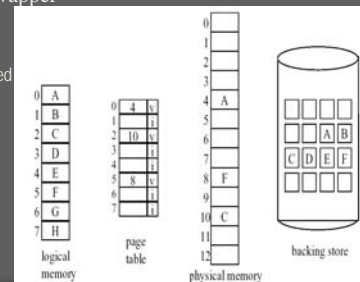 wapper
ed
0 A
1 B
2 C
3 D
4 E
5 F
6 G
7 H
logical
memory
0 4 v
1 i
2 10 v
3 i
4 i
5 8 v
6 i
7 i
page
table
0
1
2
3
4 A
5
6
7
8 F
9
10 C
11
12
physical memory
A B
C D E F
backing store